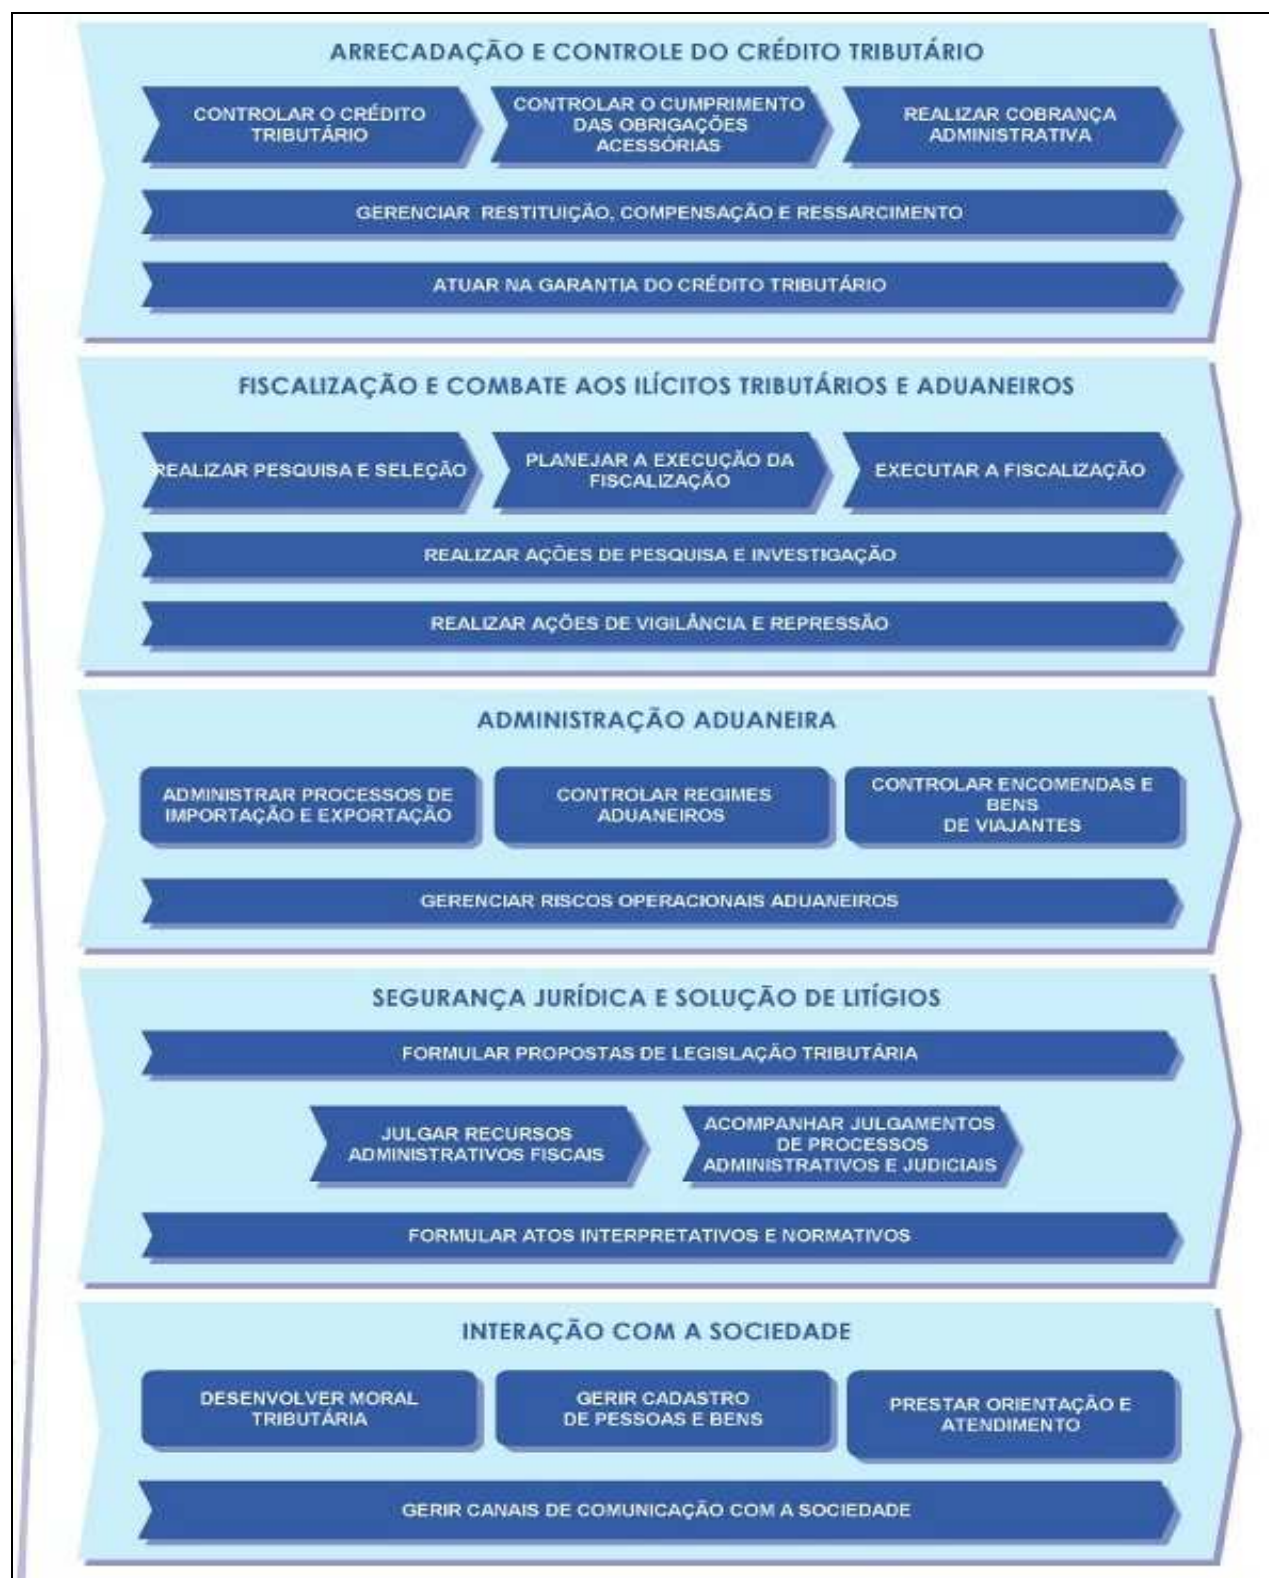 ARRECADAÇÃO E CONTROLE DO CRÉDITO TRIBUTÁRIO
CONTROLAR O CRÉDITO
TRIBUTÁRIO
CONTROLAR O CUMPRIMENTO
DAS OBRIGAÇÕES
ACESSÓRIAS
REALIZAR COBRANÇA
ADMINISTRATIVA
GERENCIAR RESTITUIÇÃO, COMPENSAÇÃO E RESSARCIMENTO
ATUAR NA GARANTIA DO CRÉDITO TRIBUTÁRIO
FISCALIZAÇÃO E COMBATE AOS ILÍCITOS TRIBUTÁRIOS E ADUANEIROS
REALIZAR PESQUISA E SELEÇÃO
PLANEJAR A EXECUÇÃO DA
FISCALIZAÇÃO
EXECUTAR A FISCALIZAÇÃO
REALIZAR AÇÕES DE PESQUISA E INVESTIGAÇÃO
REALIZAR AÇÕES DE VIGILÂNCIA E REPRESSÃO
ADMINISTRAÇÃO ADUANEIRA
ADMINISTRAR PROCESSOS DE
IMPORTAÇÃO E EXPORTAÇÃO
CONTROLAR REGIMES
ADUANEIROS
CONTROLAR ENCOMENDAS E
BENS
DE VIAJANTES
GERENCIAR RISCOS OPERACIONAIS ADUANEIROS
SEGURANÇA JURÍDICA E SOLUÇÃO DE LITÍGIOS
FORMULAR PROPOSTAS DE LEGISLAÇÃO TRIBUTÁRIA
JULGAR RECURSOS
ADMINISTRATIVOS FISCAIS
ACOMPANHAR JULGAMENTOS
DE PROCESSOS
ADMINISTRATIVOS E JUDICIAIS
FORMULAR ATOS INTERPRETATIVOS E NORMATIVOS
INTERAÇÃO COM A SOCIEDADE
DESENVOLVER MORAL
TRIBUTÁRIA
GERIR CADASTRO
DE PESSOAS E BENS
PRESTAR ORIENTAÇÃO E
ATENDIMENTO
GERIR CANAIS DE COMUNICAÇÃO COM A SOCIEDADE